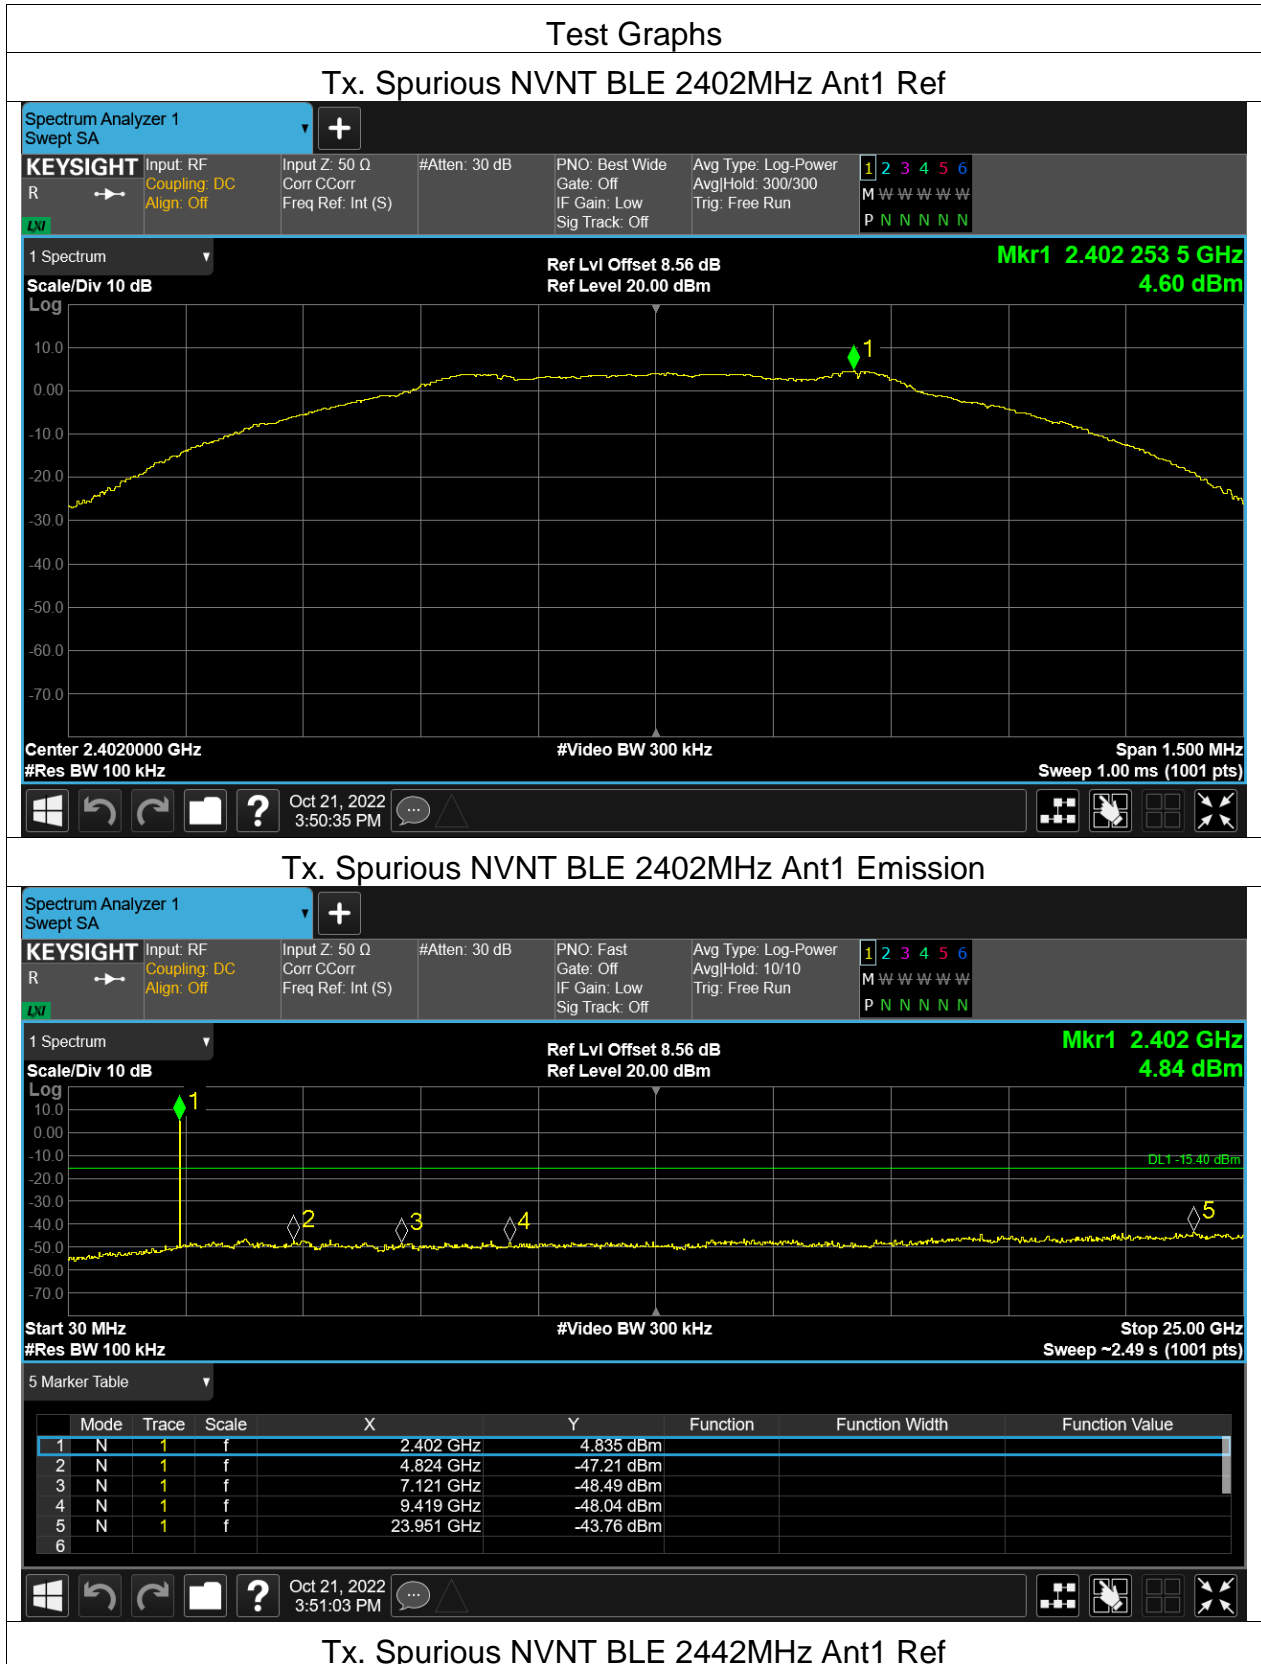 Test Graphs
Tx. Spurious NVNT BLE 2402MHz Ant1 Ref
Spectrum Analyzer 1
Swept SA
KEYSIGHT Input: RF Input Z: 50 Ω #Atten: 30 dB PNO: Best Wide Avg Type: Log-Power 1 2 3 4 5 6
R Coupling: DC Corr CCorr Gate: Off Avg|Hold: 300/300 M W W W W W
Align: Off Freq Ref: Int (S) IF Gain: Low Trig: Free Run
LXI Sig Track: Off P N N N N N
1 Spectrum Ref Lvl Offset 8.56 dB Mkr1 2.402 253 5 GHz
Scale/Div 10 dB Ref Level 20.00 dBm 4.60 dBm
Log
1
10.0
0.00
-10.0
-20.0
-30.0
-40.0
-50.0
-60.0
-70.0
Center 2.4020000 GHz #Video BW 300 kHz Span 1.500 MHz
#Res BW 100 kHz Sweep 1.00 ms (1001 pts)
? Oct 21, 2022
3:50:35 PM
Tx. Spurious NVNT BLE 2402MHz Ant1 Emission
Spectrum Analyzer 1
Swept SA
KEYSIGHT Input: RF Input Z: 50 Ω #Atten: 30 dB PNO: Fast Avg Type: Log-Power 1 2 3 4 5 6
R Coupling: DC Corr CCorr Gate: Off Avg|Hold: 10/10 M W W W W W
Align: Off Freq Ref: Int (S) IF Gain: Low Trig: Free Run
LXI Sig Track: Off P N N N N N
1 Spectrum Ref Lvl Offset 8.56 dB Mkr1 2.402 GHz
Scale/Div 10 dB Ref Level 20.00 dBm 4.84 dBm
Log
1
10.0
0.00
-10.0 DL1 -15.40 dBm
-20.0
-30.0
2 3 4 5
-40.0
-50.0
-60.0
-70.0
Start 30 MHz #Video BW 300 kHz Stop 25.00 GHz
#Res BW 100 kHz Sweep ~2.49 s (1001 pts)
5 Marker Table
Mode Trace Scale X Y Function Function Width Function Value
1 N 1 f 2.402 GHz 4.835 dBm
2 N 1 f 4.824 GHz -47.21 dBm
3 N 1 f 7.121 GHz -48.49 dBm
4 N 1 f 9.419 GHz -48.04 dBm
5 N 1 f 23.951 GHz -43.76 dBm
6
? Oct 21, 2022
3:51:03 PM
Tx. Spurious NVNT BLE 2442MHz Ant1 Ref